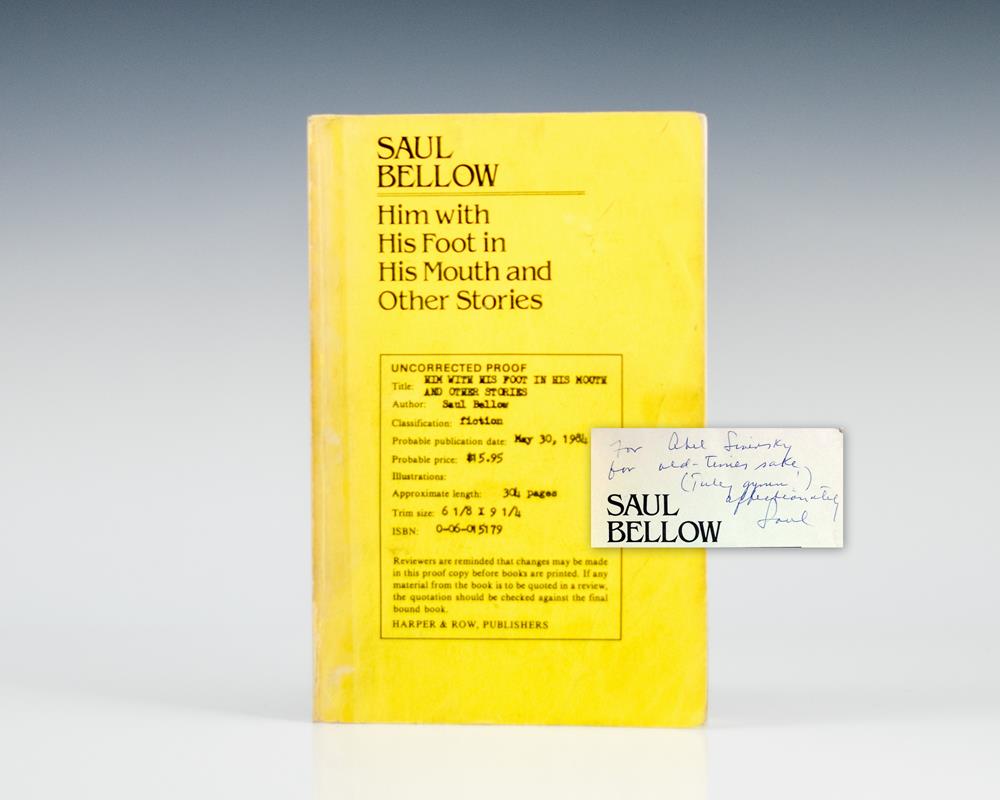 SAUL
BELLOW
Him with
His Foot in
His Mouth and
Other Stories
UNCORRECTED PROOF
Title: HIM WITH HIS FOOT IN HIS MOUTH
AND OTHER STORIES
Author: Saul Bellow
Classification: fiction
Probable publication date: May 30, 1984
Probable price: $15.95
Illustrations:
Approximate length: 304 pages
Trim size: 6 1/8 X 9 1/4
ISBN: 0-06-015179
Reviewers are reminded that changes may be made
in this proof copy before books are printed. If any
material from the book is to be quoted in a review,
the quotation should be checked against the final
bound book.
HARPER & ROW, PUBLISHERS
For Abel
for old-times sake
(Tuley gym!)
affectionately
Saul
SAUL
BELLOW